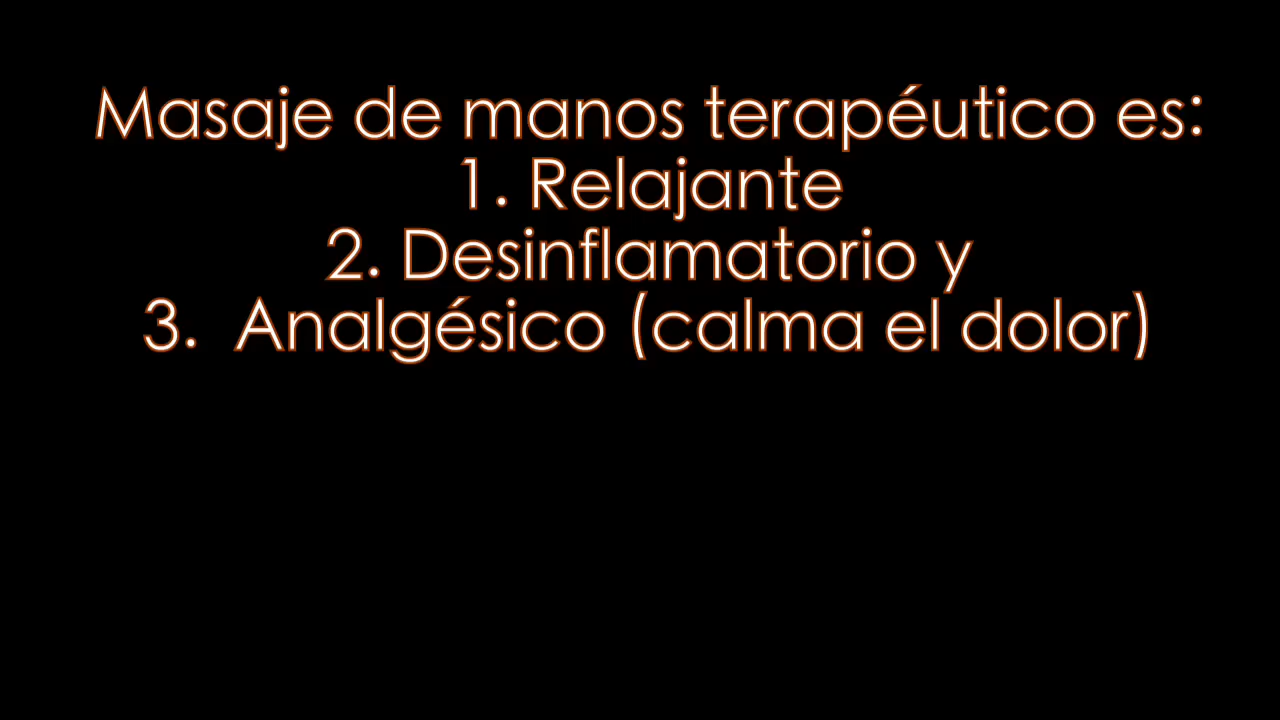 Masaje de manos terapéutico es:
1. Relajante
2. Desinflamatorio y
3.  Analgésico (calma el dolor)